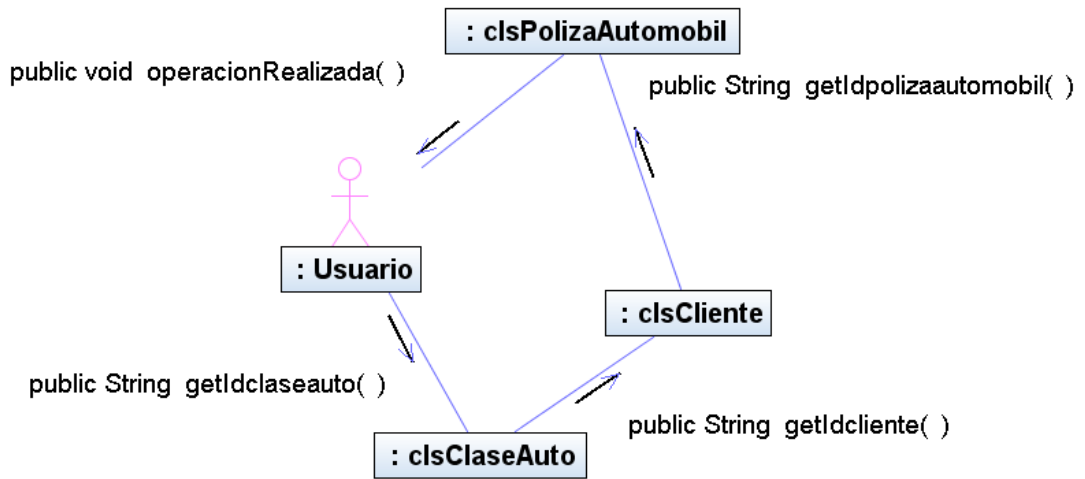 : clsPolizaAutomobil
public void operacionRealizada( )
public String getIdpolizaautomobil( )
: Usuario
: clsCliente
public String getIdclaseauto( )
public String getIdcliente( )
: clsClaseAuto